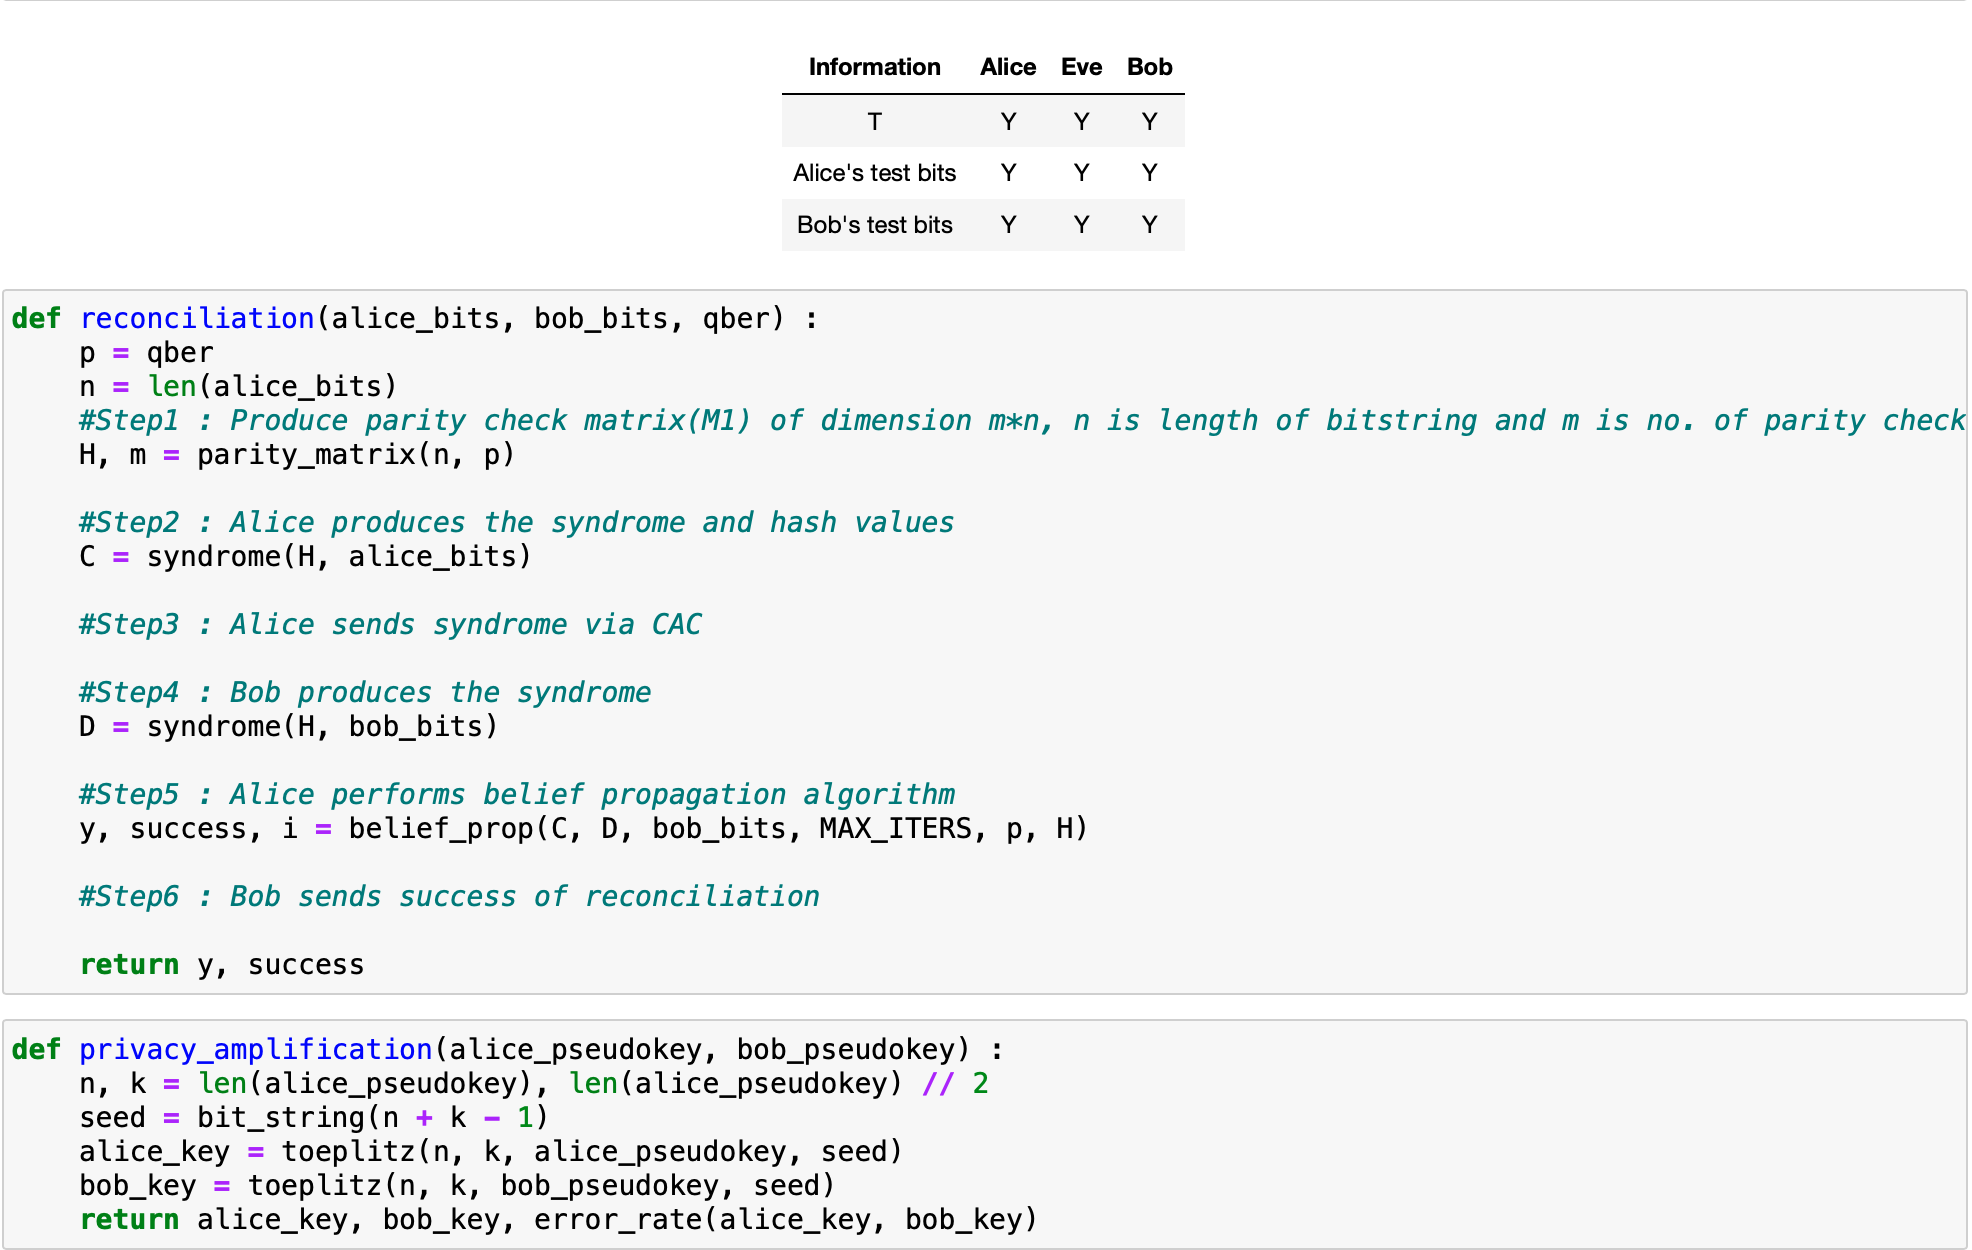 Information Alice Eve Bob
T Y Y Y
Alice's test bits Y Y Y
Bob's test bits Y Y Y
def reconciliation(alice_bits, bob_bits, qber) :
    p = qber
    n = len(alice_bits)
    #Step1 : Produce parity check matrix(M1) of dimension m*n, n is length of bitstring and m is no. of parity check
    H, m = parity_matrix(n, p)
    #Step2 : Alice produces the syndrome and hash values
    C = syndrome(H, alice_bits)
    #Step3 : Alice sends syndrome via CAC
    #Step4 : Bob produces the syndrome
    D = syndrome(H, bob_bits)
    #Step5 : Alice performs belief propagation algorithm
    y, success, i = belief_prop(C, D, bob_bits, MAX_ITERS, p, H)
    #Step6 : Bob sends success of reconciliation
    return y, success
def privacy_amplification(alice_pseudokey, bob_pseudokey) :
    n, k = len(alice_pseudokey), len(alice_pseudokey) // 2
    seed = bit_string(n + k - 1)
    alice_key = toeplitz(n, k, alice_pseudokey, seed)
    bob_key = toeplitz(n, k, bob_pseudokey, seed)
    return alice_key, bob_key, error_rate(alice_key, bob_key)